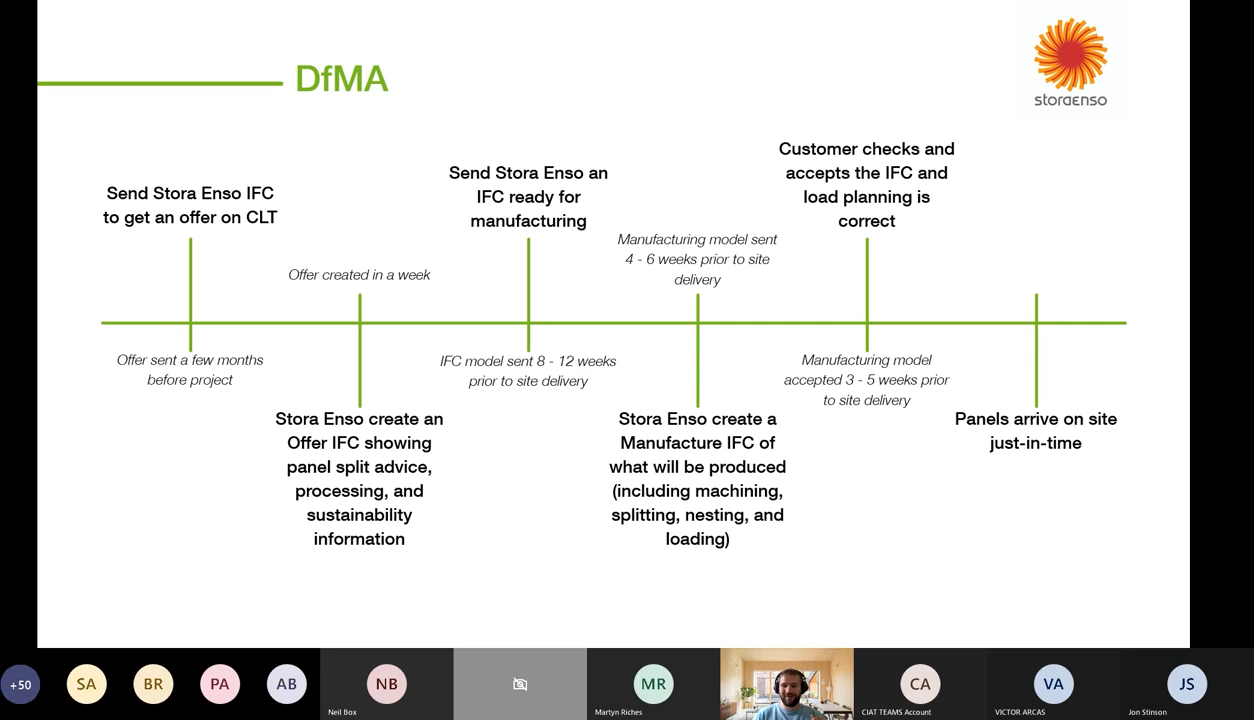 DfMA
storaenso
Send Stora Enso IFC
to get an offer on CLT
Offer sent a few months
before project
Offer created in a week
Stora Enso create an
Offer IFC showing
panel split advice,
processing, and
sustainability
information
Send Stora Enso an
IFC ready for
manufacturing
IFC model sent 8 - 12 weeks
prior to site delivery
Manufacturing model sent
4 - 6 weeks prior to site
delivery
Stora Enso create a
Manufacture IFC of
what will be produced
(including machining,
splitting, nesting, and
loading)
Customer checks and
accepts the IFC and
load planning is
correct
Manufacturing model
accepted 3 - 5 weeks prior
to site delivery
Panels arrive on site
just-in-time
+50
SA
BR
PA
AB
NB
Neil Box
MR
Martyn Riches
CA
CIAT TEAMS Account
VA
VICTOR ARCAS
JS
Jon Stinson